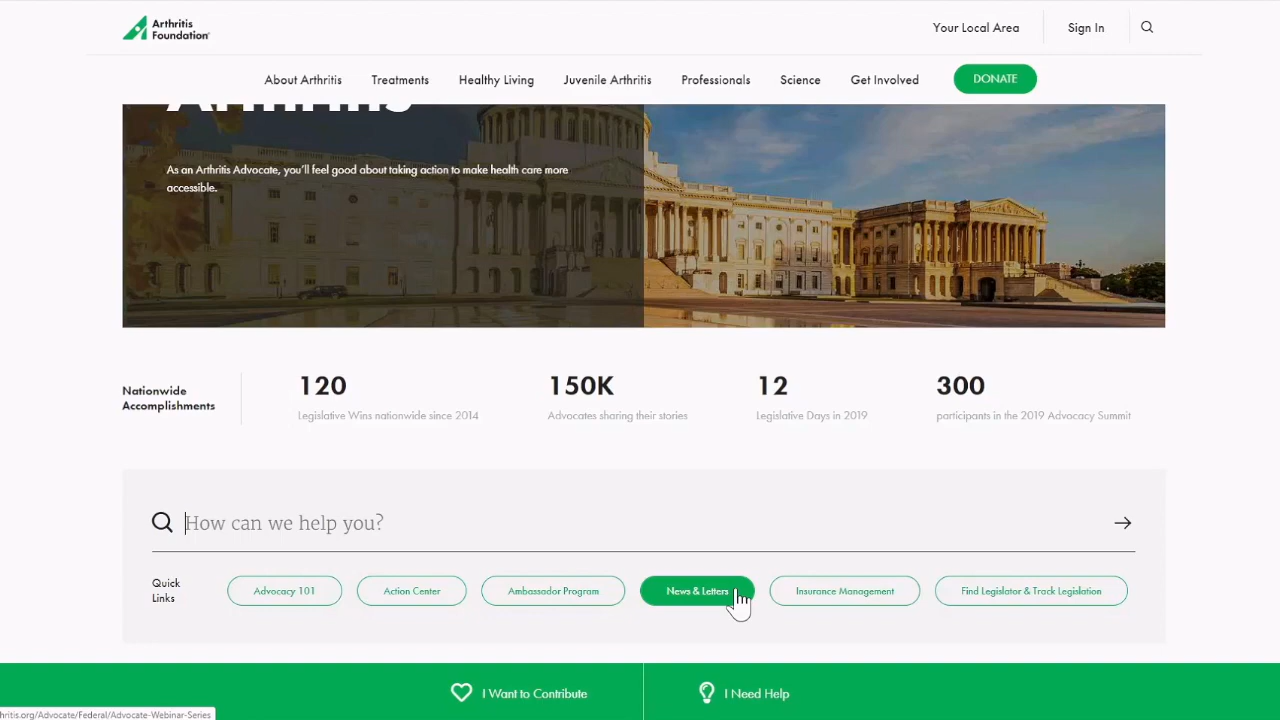 Arthritis
Foundation
Your Local Area
Sign In
About Arthritis
Treatments
Healthy Living
Juvenile Arthritis
Professionals
Science
Get Involved
DONATE
Arthritis
As an Arthritis Advocate, you'll feel good about taking action to make health care more
accessible.
Nationwide
Accomplishments
120
Legislative Wins nationwide since 2014
150K
Advocates sharing their stories
12
Legislative Days in 2019
300
participants in the 2019 Advocacy Summit
How can we help you?
Quick
Links
Advocacy 101
Action Center
Ambassador Program
News & Letters
Insurance Management
Find Legislator & Track Legislation
I Want to Contribute
I Need Help
hritis.org/Advocate/Federal/Advocate-Webinar-Series